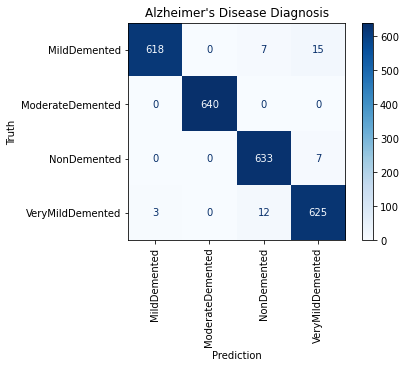 Alzheimer's Disease Diagnosis
MildDemented 618 0 7 15
ModerateDemented 0 640 0 0
NonDemented 0 0 633 7
VeryMildDemented 3 0 12 625
Truth
MildDemented
ModerateDemented
NonDemented
VeryMildDemented
Prediction
600
500
400
300
200
100
0